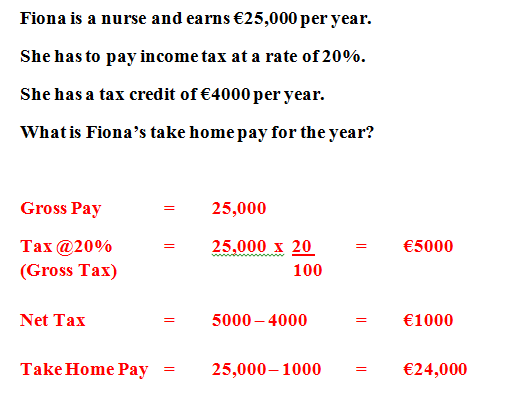 Fiona is a nurse and earns €25,000 per year.
She has to pay income tax at a rate of 20%.
She has a tax credit of €4000 per year.
What is Fiona's take home pay for the year?
Gross Pay = 25,000
Tax @20% = 25,000 x 20 = €5000
(Gross Tax) 100
Net Tax = 5000 – 4000 = €1000
Take Home Pay = 25,000 – 1000 = €24,000